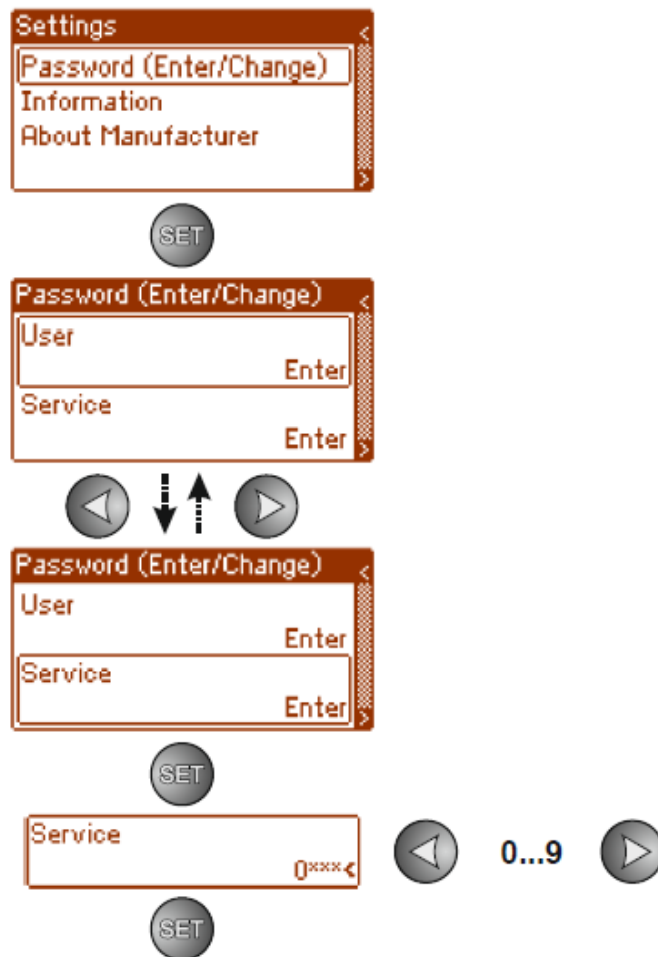 Settings
Password (Enter/Change)
Information
About Manufacturer
SET
Password (Enter/Change)
User
Enter
Service
Enter
Password (Enter/Change)
User
Enter
Service
Enter
SET
Service
0***<
0...9
SET